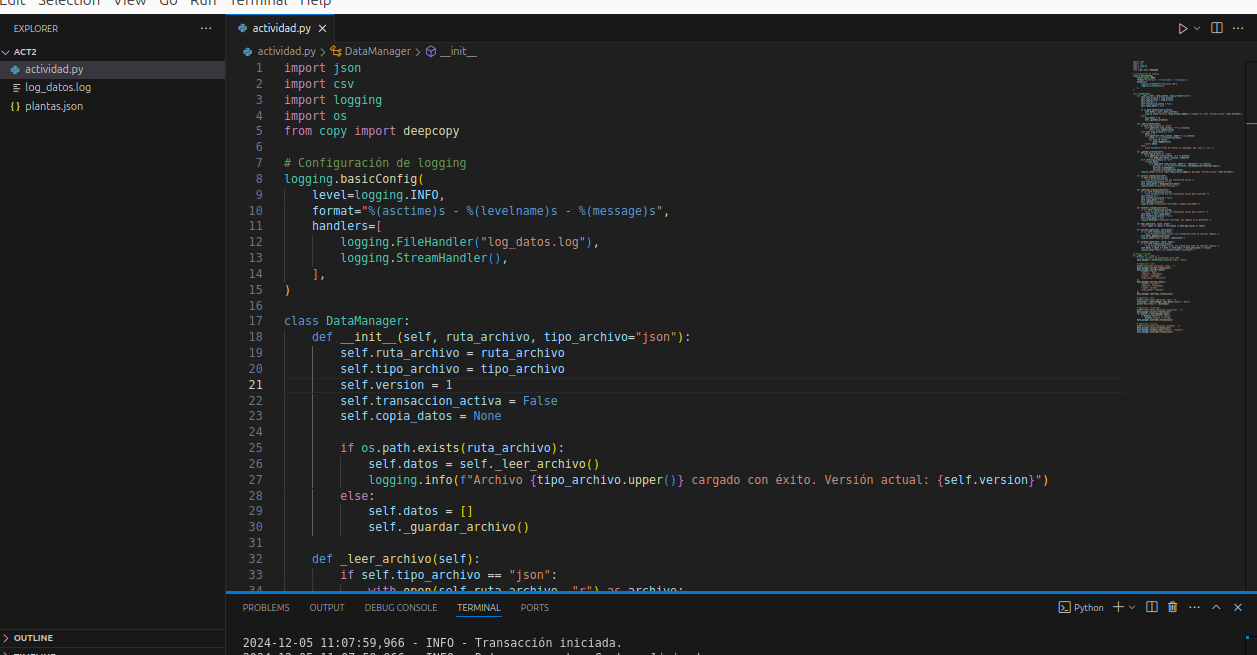 Edit Selection View Go Run Terminal Help
EXPLORER
ACT2
actividad.py
log_datos.log
plantas.json
OUTLINE
TIMELINE
actividad.py
actividad.py > DataManager > __init__
1 import json
2 import csv
3 import logging
4 import os
5 from copy import deepcopy
6
7 # Configuración de logging
8 logging.basicConfig(
9 level=logging.INFO,
10 format="%(asctime)s - %(levelname)s - %(message)s",
11 handlers=[
12 logging.FileHandler("log_datos.log"),
13 logging.StreamHandler(),
14 ],
15 )
16
17 class DataManager:
18 def __init__(self, ruta_archivo, tipo_archivo="json"):
19 self.ruta_archivo = ruta_archivo
20 self.tipo_archivo = tipo_archivo
21 self.version = 1
22 self.transaccion_activa = False
23 self.copia_datos = None
24
25 if os.path.exists(ruta_archivo):
26 self.datos = self._leer_archivo()
27 logging.info(f"Archivo {tipo_archivo.upper()} cargado con éxito. Versión actual: {self.version}")
28 else:
29 self.datos = []
30 self._guardar_archivo()
31
32 def _leer_archivo(self):
33 if self.tipo_archivo == "json":
34 with open(self.ruta_archivo, "r") as archivo:
PROBLEMS OUTPUT DEBUG CONSOLE TERMINAL PORTS
Python
2024-12-05 11:07:59,966 - INFO - Transacción iniciada.